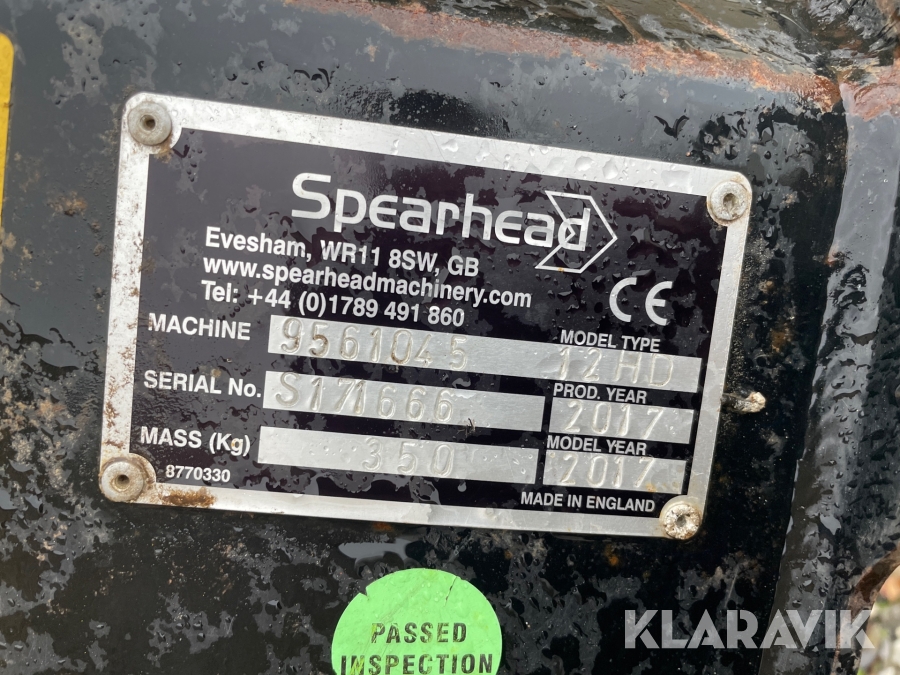 Spearhead
Evesham, WR11 8SW, GB
www.spearheadmachinery.com
Tel: +44 (0)1789 491 860
CE
MACHINE 9561045
MODEL TYPE
12HD
SERIAL No. S171666
PROD. YEAR
2017
MASS (Kg) 350
MODEL YEAR
2017
8770330
MADE IN ENGLAND
PASSED
INSPECTION
KLARAVIK